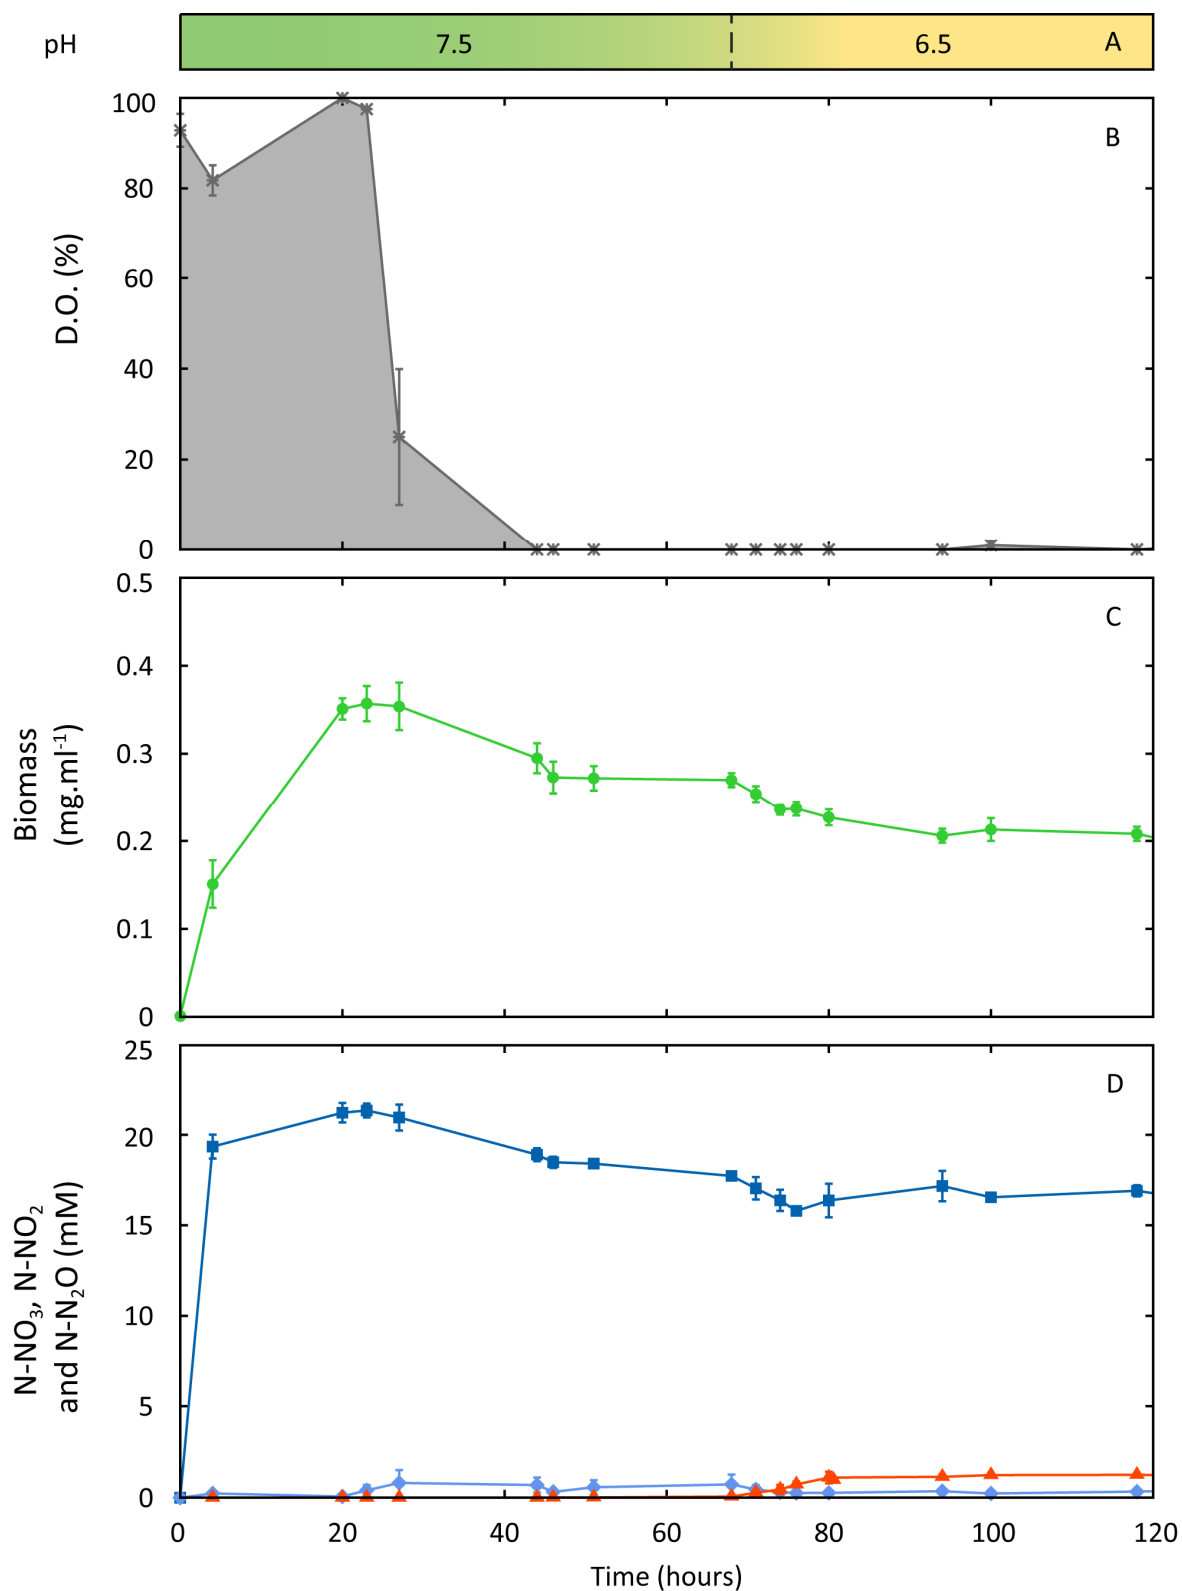 pH 7.5 6.5 A
100
80
60
40
20
0
D.O. (%)
B
0.5
0.4
0.3
0.2
0.1
0
Biomass
(mg.ml⁻¹)
C
25
20
15
10
5
0
N-NO₃, N-NO₂
and N-N₂O (mM)
D
0 20 40 60 80 100 120
Time (hours)